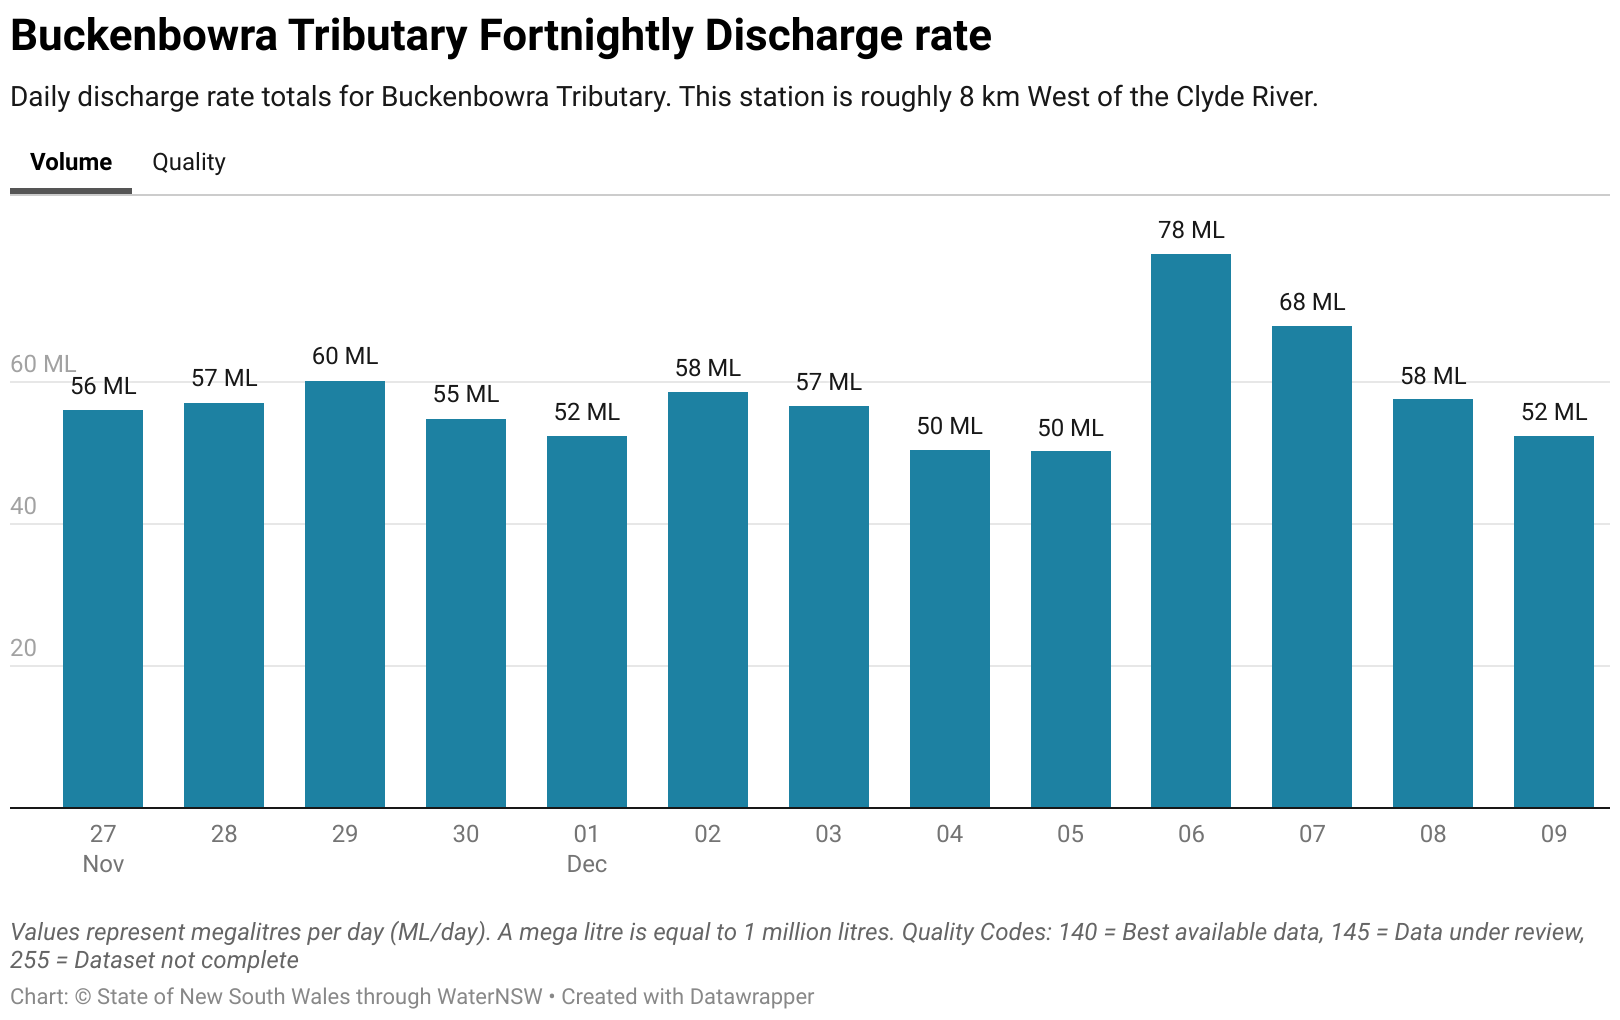 Buckenbowra Tributary Fortnightly Discharge rate
Daily discharge rate totals for Buckenbowra Tributary. This station is roughly 8 km West of the Clyde River.
Volume Quality
78 ML
68 ML
60 ML
60 ML
58 ML
58 ML
57 ML
57 ML
56 ML
55 ML
52 ML
52 ML
50 ML
50 ML
40
20
27 28 29 30 01 02 03 04 05 06 07 08 09
Nov Dec
Values represent megalitres per day (ML/day). A mega litre is equal to 1 million litres. Quality Codes: 140 = Best available data, 145 = Data under review,
255 = Dataset not complete
Chart: © State of New South Wales through WaterNSW • Created with Datawrapper